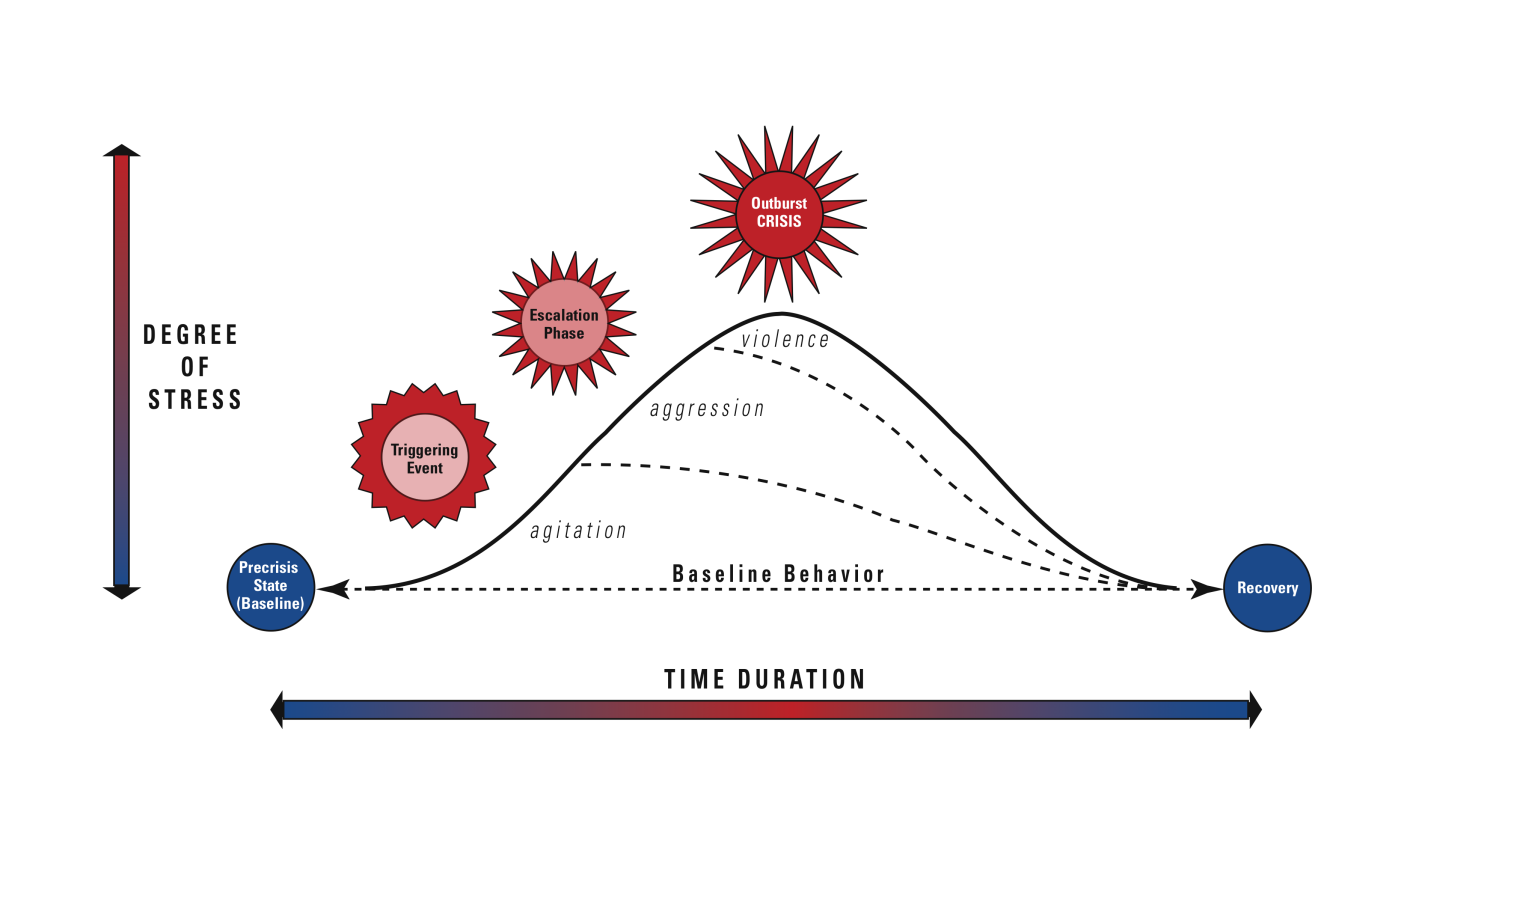 Outburst
CRISIS
Escalation
Phase
violence
DEGREE
OF
STRESS
aggression
Triggering
Event
agitation
Precrisis
State
(Baseline)
Baseline Behavior
Recovery
TIME DURATION